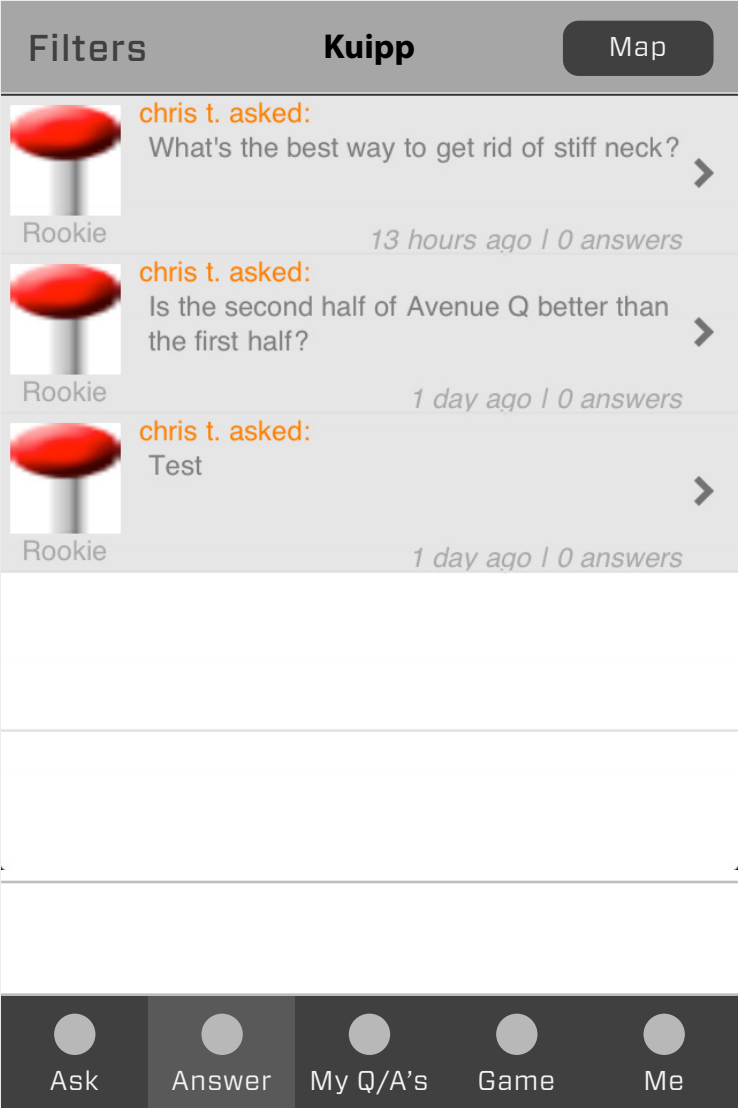 Filters Kuipp Map
chris t. asked:
What's the best way to get rid of stiff neck?
Rookie 13 hours ago | 0 answers
chris t. asked:
Is the second half of Avenue Q better than
the first half?
Rookie 1 day ago | 0 answers
chris t. asked:
Test
Rookie 1 day ago | 0 answers
Ask Answer My Q/A’s Game Me